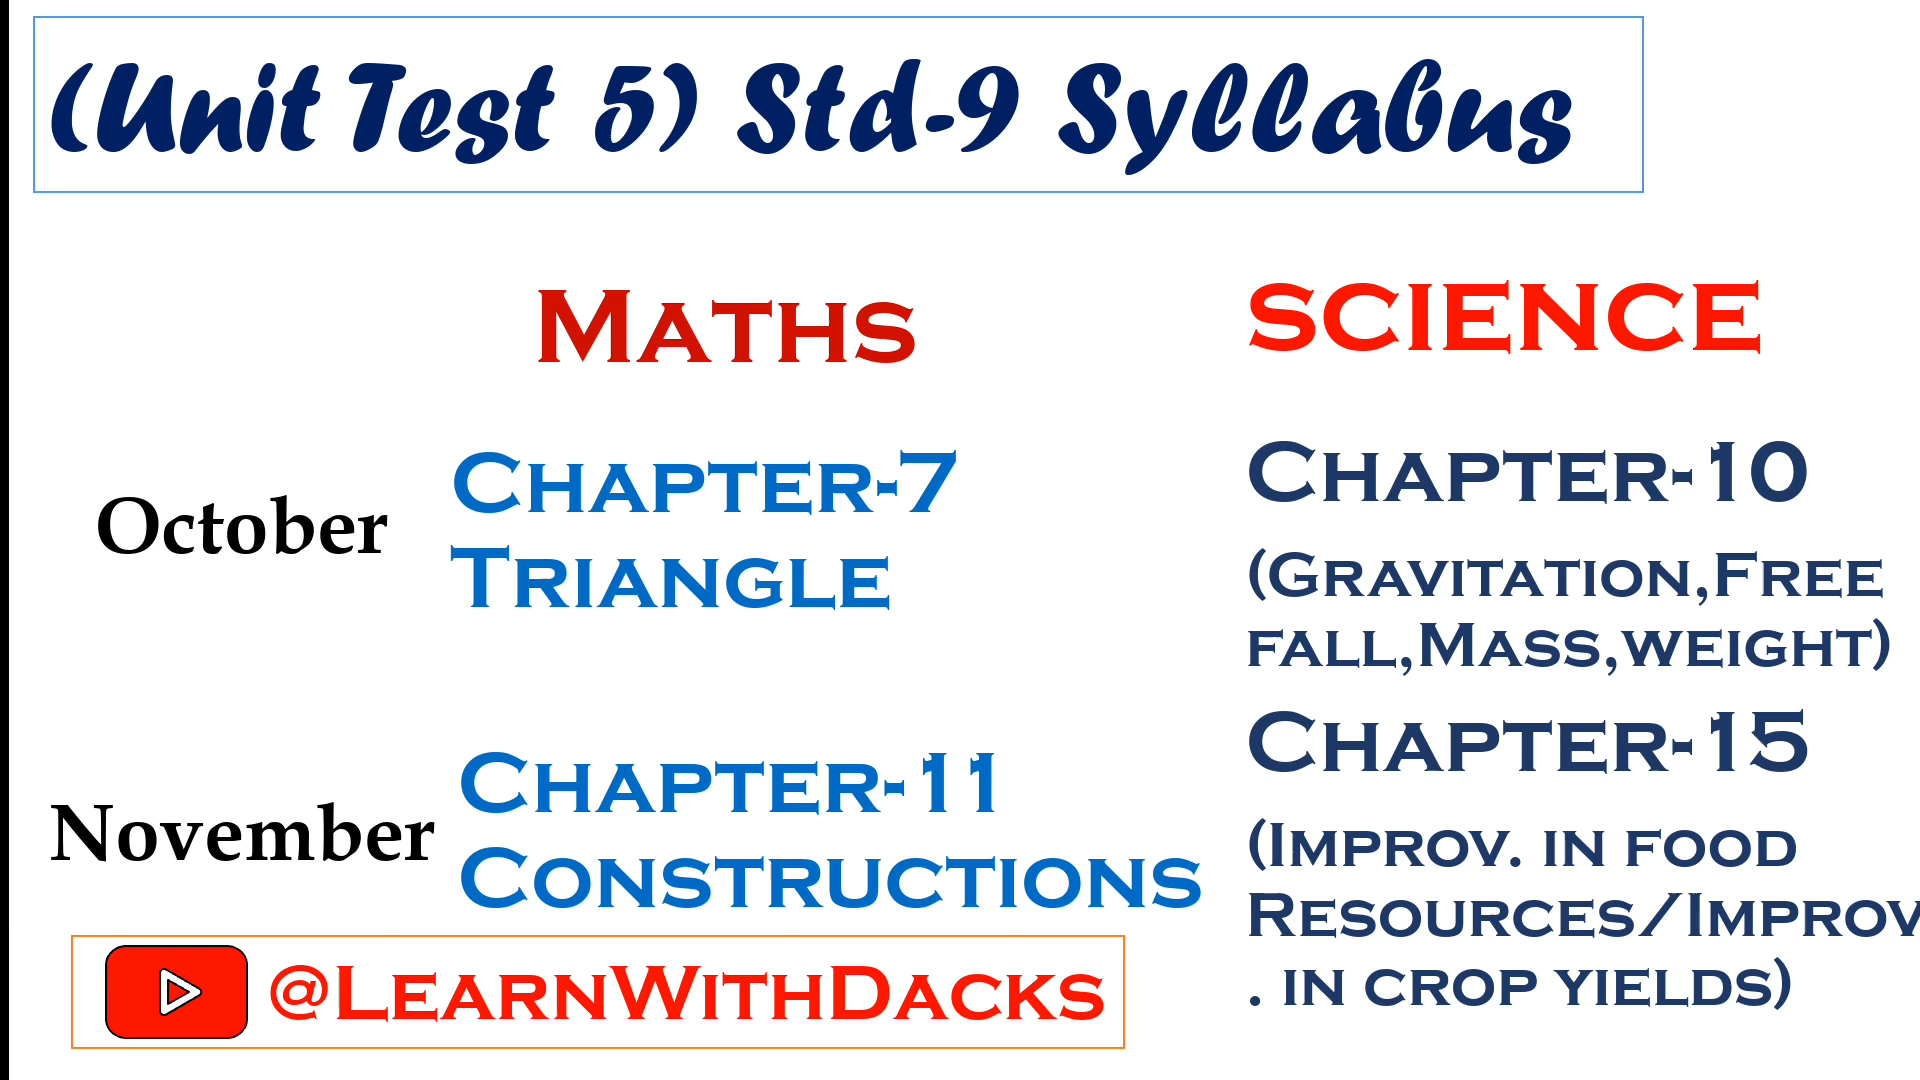 (Unit Test 5) Std-9 Syllabus
Maths
SCIENCE
October
Chapter-7
Triangle
Chapter-10
(Gravitation,Free
fall,Mass,weight)
November
Chapter-11
Constructions
Chapter-15
(Improv. in food
Resources/Improv
. in crop yields)
@LearnWithDacks